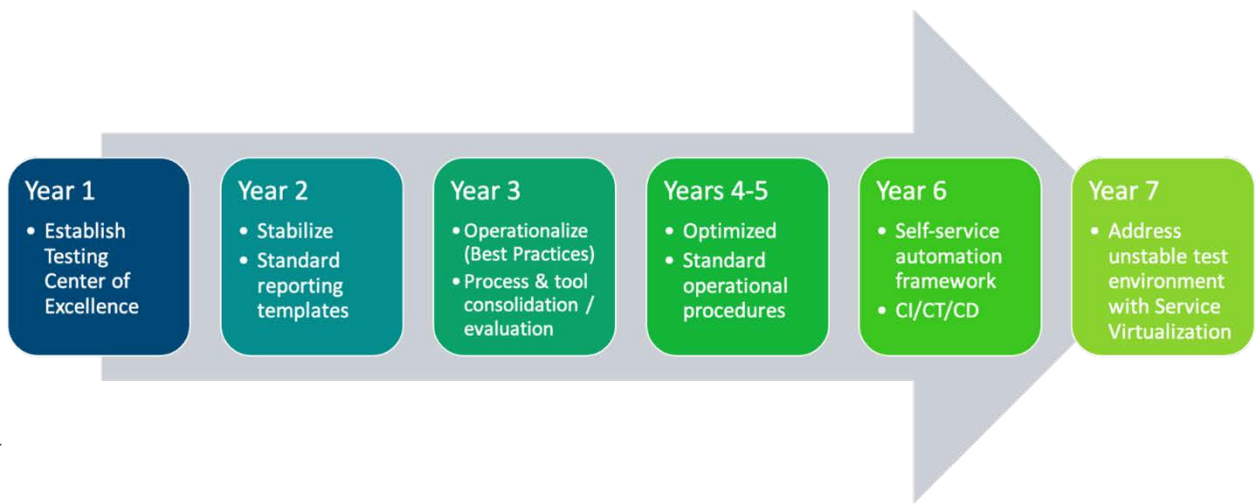 Year 1
• Establish
Testing
Center of
Excellence
Year 2
• Stabilize
• Standard
reporting
templates
Year 3
• Operationalize
(Best Practices)
• Process & tool
consolidation /
evaluation
Years 4-5
• Optimized
• Standard
operational
procedures
Year 6
• Self-service
automation
framework
• CI/CT/CD
Year 7
• Address
unstable test
environment
with Service
Virtualization